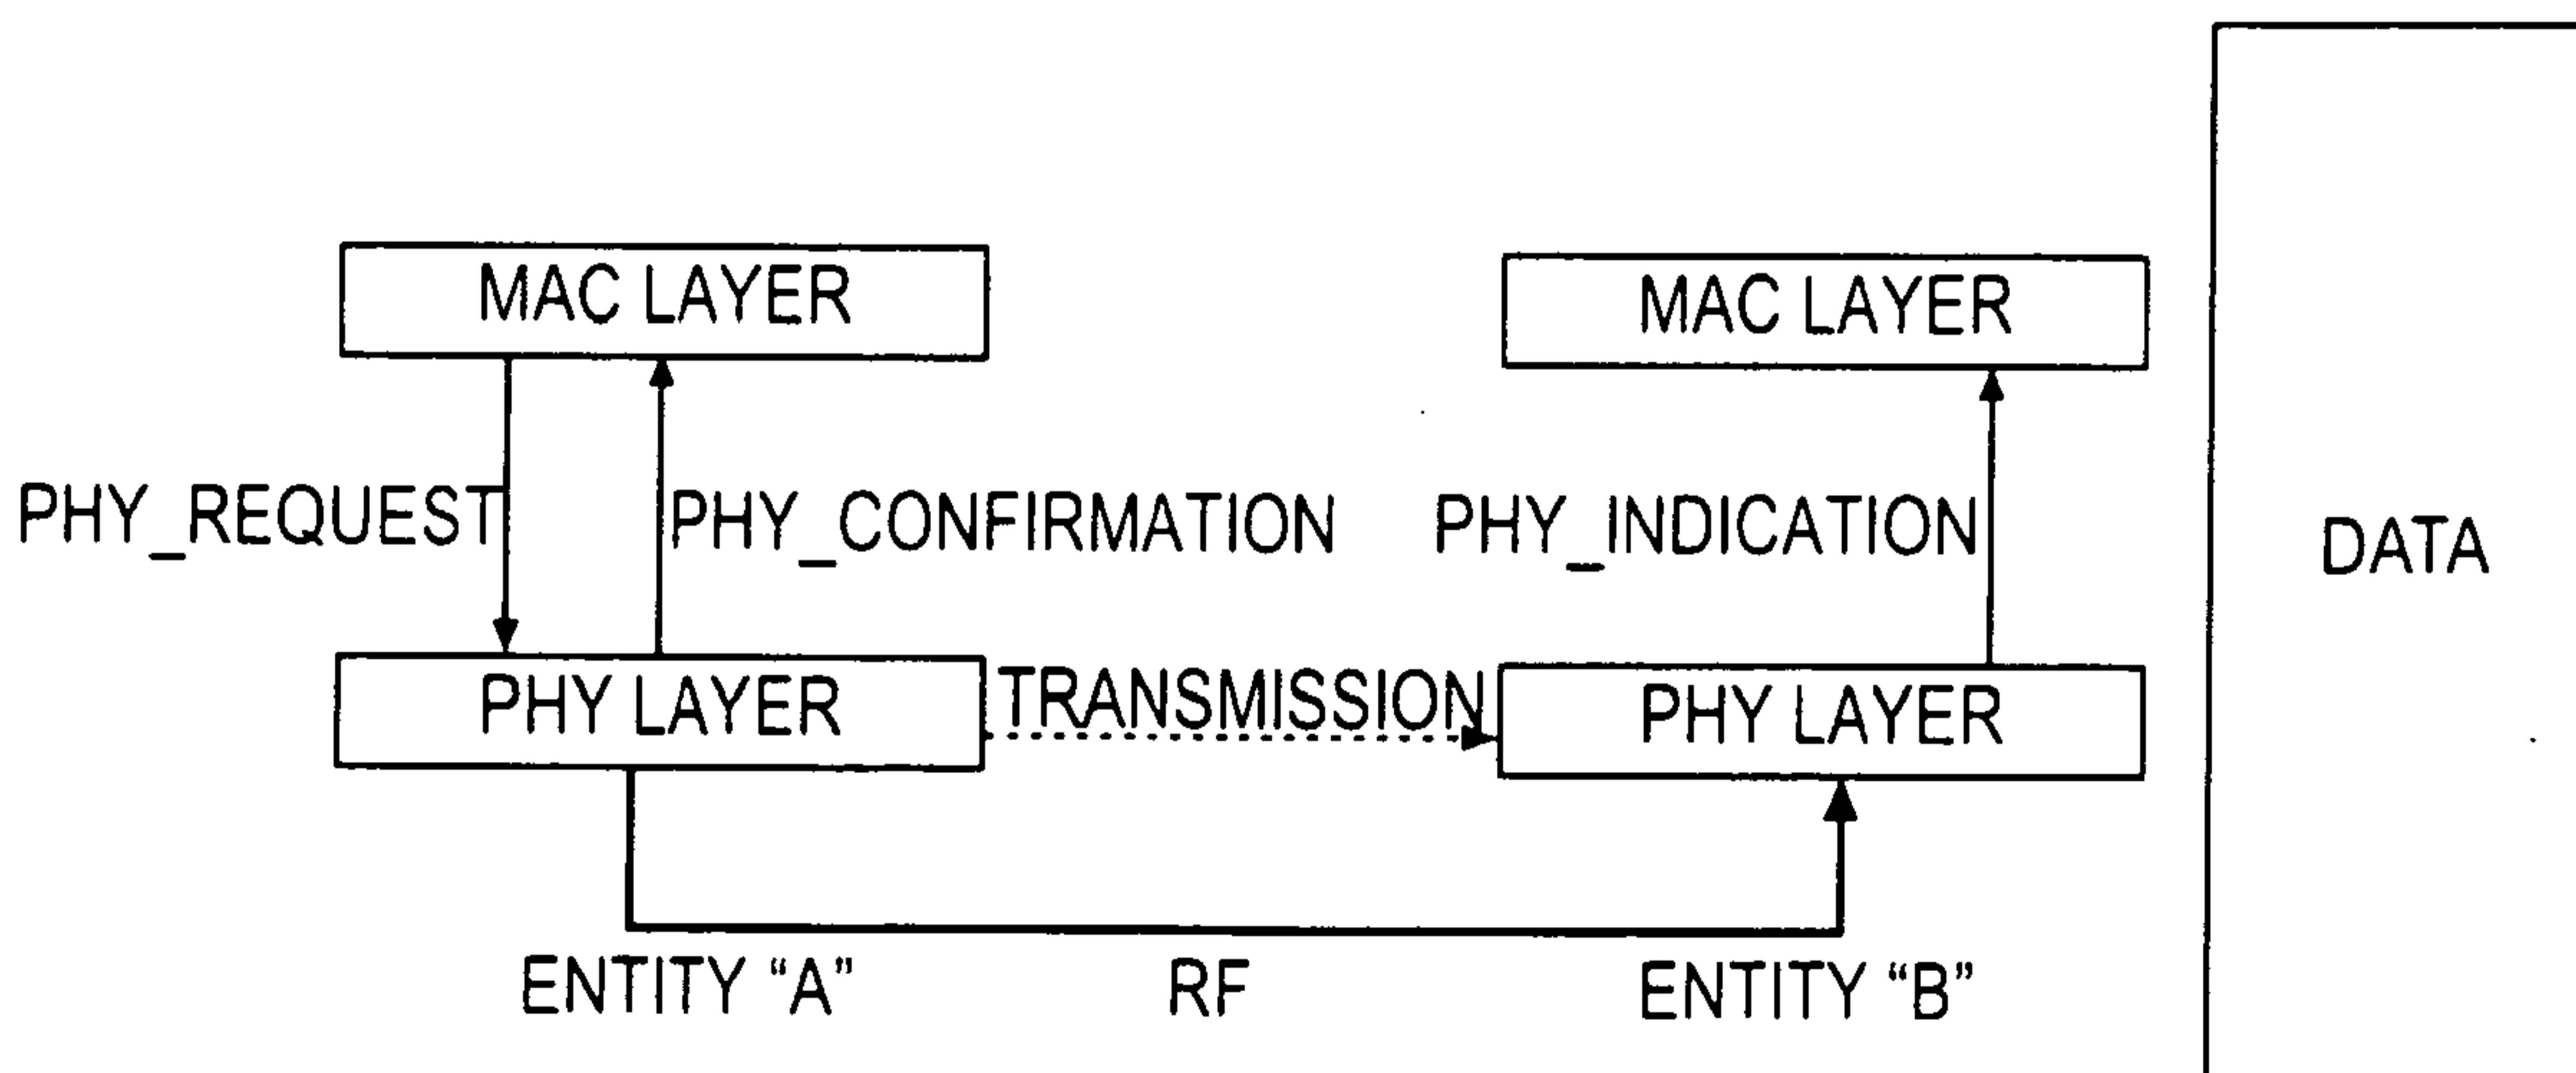 MAC LAYER
MAC LAYER
PHY_REQUEST
PHY_CONFIRMATION
PHY_INDICATION
DATA
PHY LAYER
TRANSMISSION
PHY LAYER
ENTITY “A”
RF
ENTITY “B”